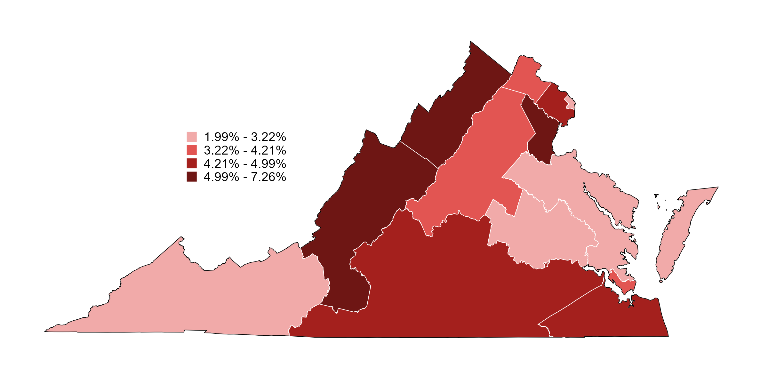 1.99% - 3.22%
3.22% - 4.21%
4.21% - 4.99%
4.99% - 7.26%